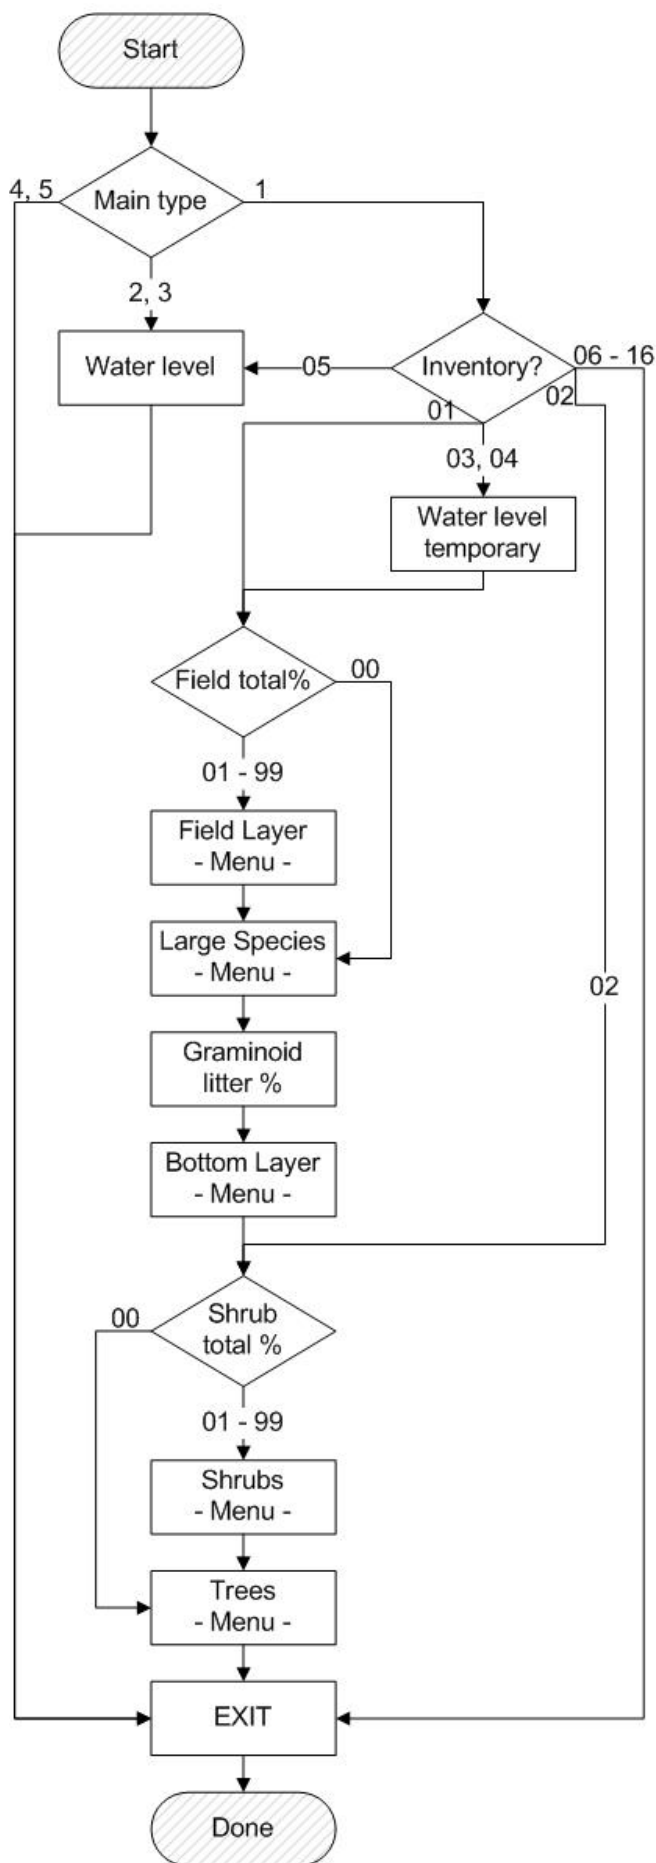 Start
4, 5
Main type
1
2, 3
Water level
05
Inventory?
06 - 16
01
02
03, 04
Water level
temporary
Field total%
00
01 - 99
Field Layer
- Menu -
Large Species
- Menu -
02
Graminoid
litter %
Bottom Layer
- Menu -
00
Shrub
total %
01 - 99
Shrubs
- Menu -
Trees
- Menu -
EXIT
Done